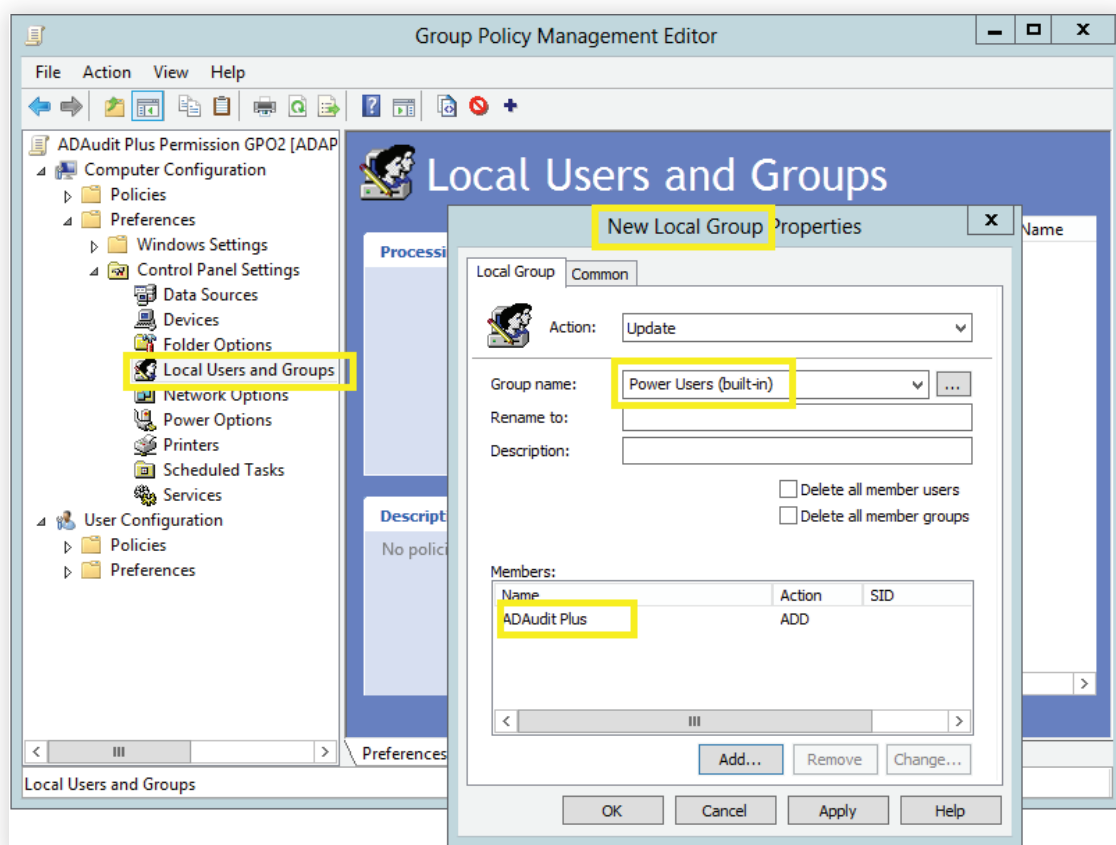 Group Policy Management Editor
File Action View Help
ADAudit Plus Permission GPO2 [ADAP
Computer Configuration
Policies
Preferences
Windows Settings
Control Panel Settings
Data Sources
Devices
Folder Options
Local Users and Groups
Network Options
Power Options
Printers
Scheduled Tasks
Services
User Configuration
Policies
Preferences
Local Users and Groups
Processi
Name
Descript
No polici
Preferences
New Local Group Properties
Local Group Common
Action: Update
Group name: Power Users (built-in) ...
Rename to:
Description:
Delete all member users
Delete all member groups
Members:
Name Action SID
ADAudit Plus ADD
Add... Remove Change...
OK Cancel Apply Help
Local Users and Groups